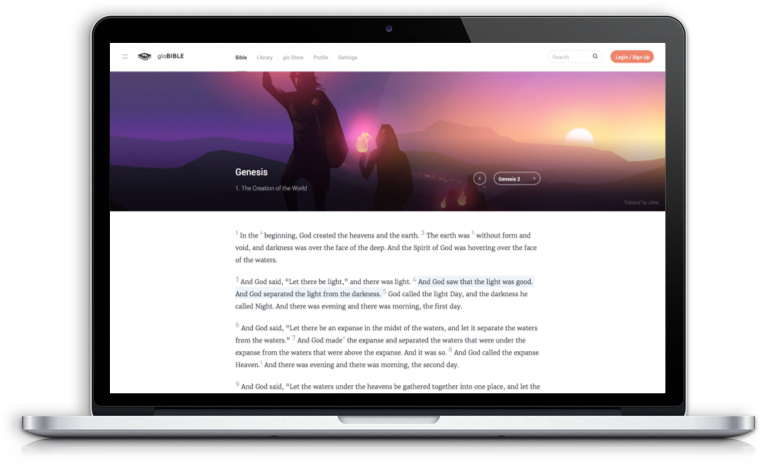 gloBIBLE
Bible Library glo Store Profile Settings
Search
Login / Sign Up
Genesis
1. The Creation of the World
Genesis 2
1 In the a beginning, God created the heavens and the earth. 2 The earth was b without form and
void, and darkness was over the face of the deep. And the Spirit of God was hovering over the face
of the waters.
3 And God said, "Let there be light," and there was light. 4 And God saw that the light was good.
And God separated the light from the darkness. 5 God called the light Day, and the darkness he
called Night. And there was evening and there was morning, the first day.
6 And God said, "Let there be an expanse in the midst of the waters, and let it separate the waters
from the waters." 7 And God made the expanse and separated the waters that were under the
expanse from the waters that were above the expanse. And it was so. 8 And God called the expanse
Heaven. And there was evening and there was morning, the second day.
9 And God said, "Let the waters under the heavens be gathered together into one place, and let the